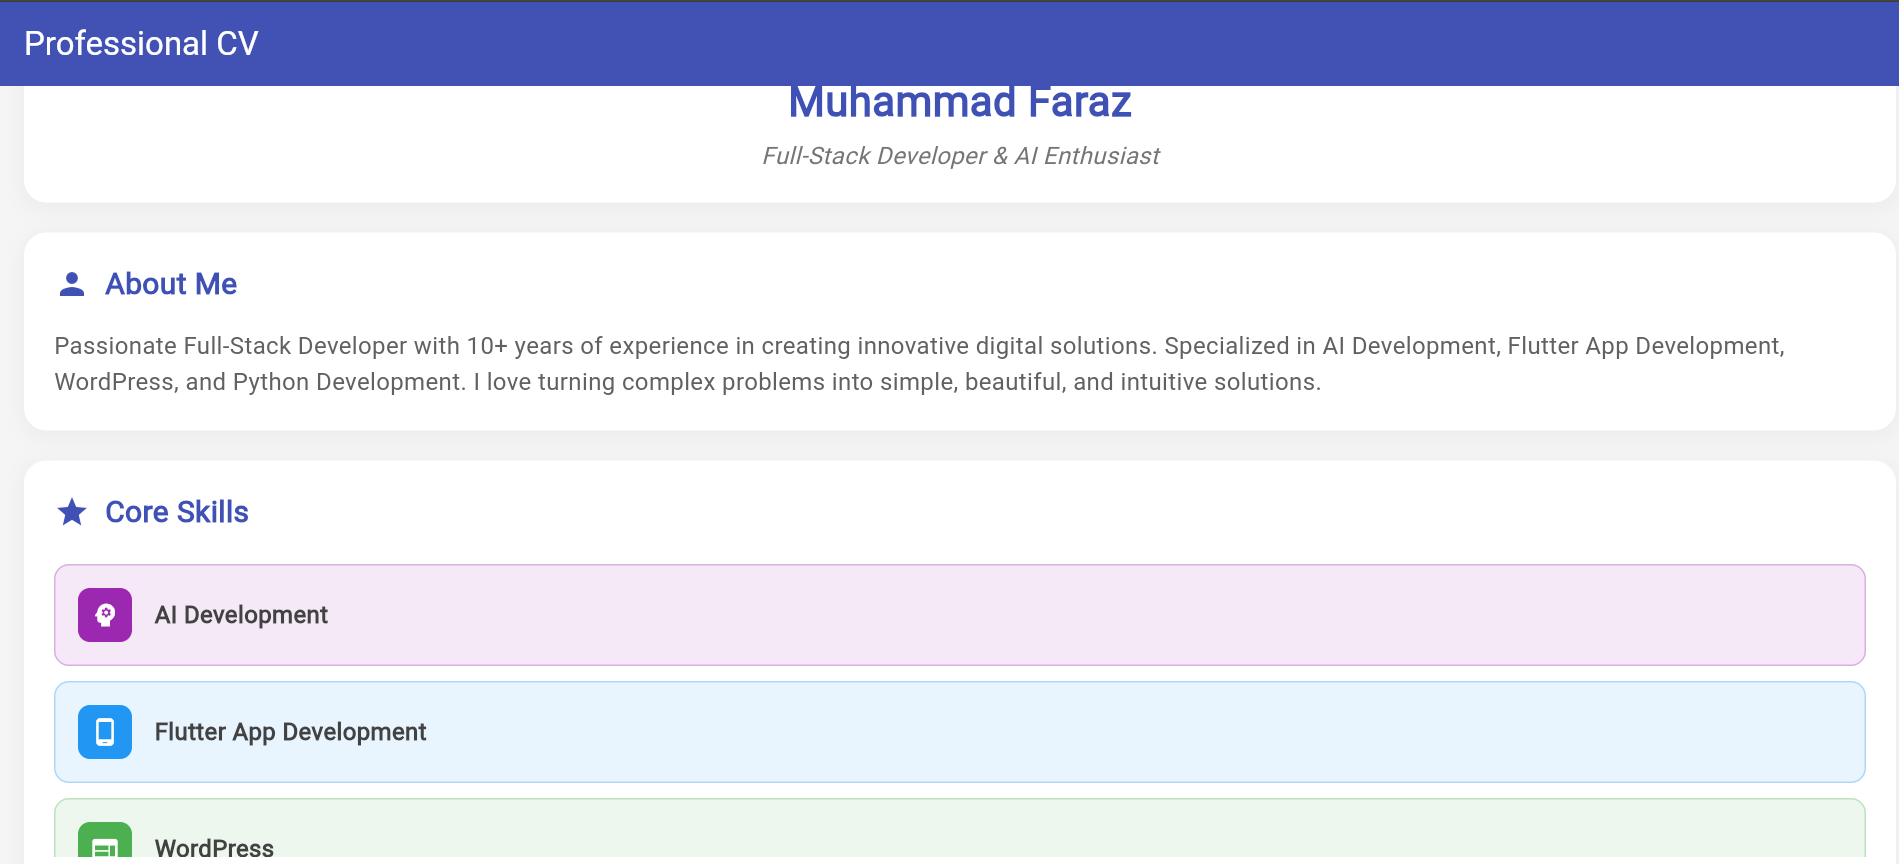 Professional CV
Muhammad Faraz
Full-Stack Developer & AI Enthusiast
About Me
Passionate Full-Stack Developer with 10+ years of experience in creating innovative digital solutions. Specialized in AI Development, Flutter App Development,
WordPress, and Python Development. I love turning complex problems into simple, beautiful, and intuitive solutions.
Core Skills
AI Development
Flutter App Development
WordPress